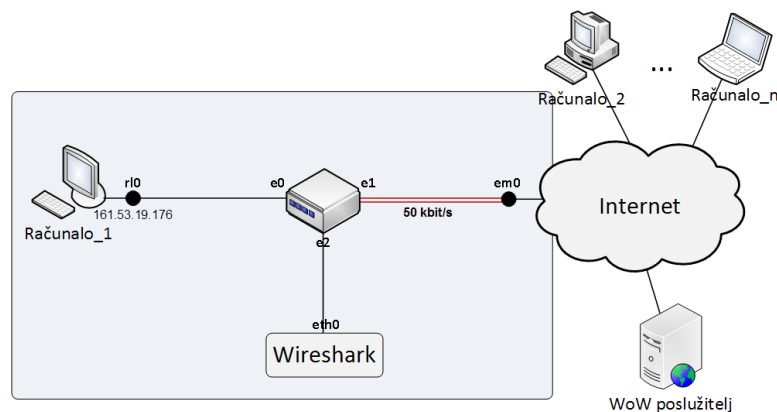 Računalo_2
...
Računalo_n
rl0
e0
e1
em0
161.53.19.176
50 kbit/s
Internet
Računalo_1
e2
eth0
Wireshark
WoW poslužitelj